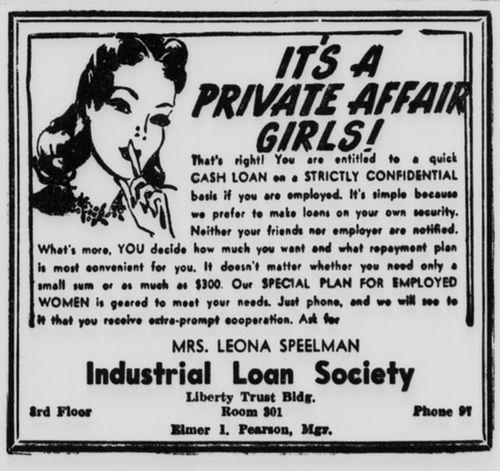 IT'S A
PRIVATE AFFAIR
GIRLS!
That's right! You are entitled to a quick
CASH LOAN on a STRICTLY CONFIDENTIAL
basis if you are employed. It's simple because
we prefer to make loans on your own security.
Neither your friends nor employer are notified.
What's more, YOU decide how much you want and what repayment plan
is most convenient for you. It doesn't matter whether you need only a
small sum or as much as $300. Our SPECIAL PLAN FOR EMPLOYED
WOMEN is geared to meet your needs. Just phone, and we will see to
it that you receive extra-prompt cooperation. Ask for
MRS. LEONA SPEELMAN
Industrial Loan Society
Liberty Trust Bldg.
3rd Floor Room 301 Phone 97
Elmer I. Pearson, Mgr.